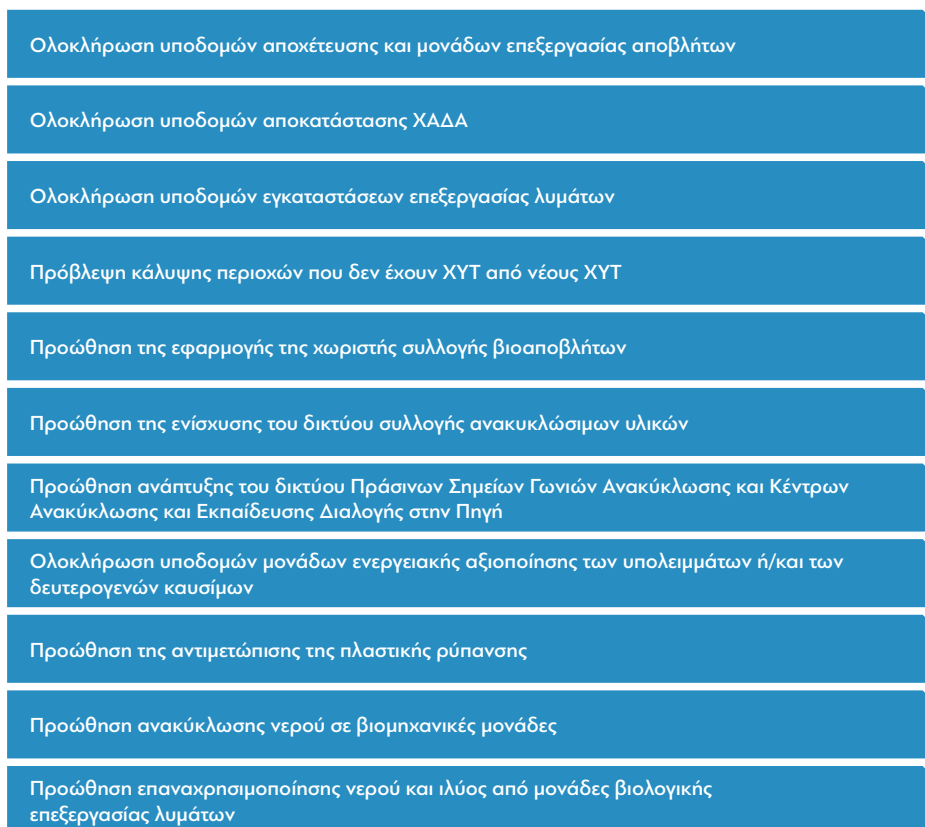 Ολοκλήρωση υποδομών αποχέτευσης και μονάδων επεξεργασίας αποβλήτων
Ολοκλήρωση υποδομών αποκατάστασης ΧΑΔΑ
Ολοκλήρωση υποδομών εγκαταστάσεων επεξεργασίας λυμάτων
Πρόβλεψη κάλυψης περιοχών που δεν έχουν ΧΥΤ από νέους ΧΥΤ
Προώθηση της εφαρμογής της χωριστής συλλογής βιοαποβλήτων
Προώθηση της ενίσχυσης του δικτύου συλλογής ανακυκλώσιμων υλικών
Προώθηση ανάπτυξης του δικτύου Πράσινων Σημείων Γωνιών Ανακύκλωσης και Κέντρων
Ανακύκλωσης και Εκπαίδευσης Διαλογής στην Πηγή
Ολοκλήρωση υποδομών μονάδων ενεργειακής αξιοποίησης των υπολειμμάτων ή/και των
δευτερογενών καυσίμων
Προώθηση της αντιμετώπισης της πλαστικής ρύπανσης
Προώθηση ανακύκλωσης νερού σε βιομηχανικές μονάδες
Προώθηση επαναχρησιμοποίησης νερού και ιλύος από μονάδες βιολογικής
επεξεργασίας λυμάτων